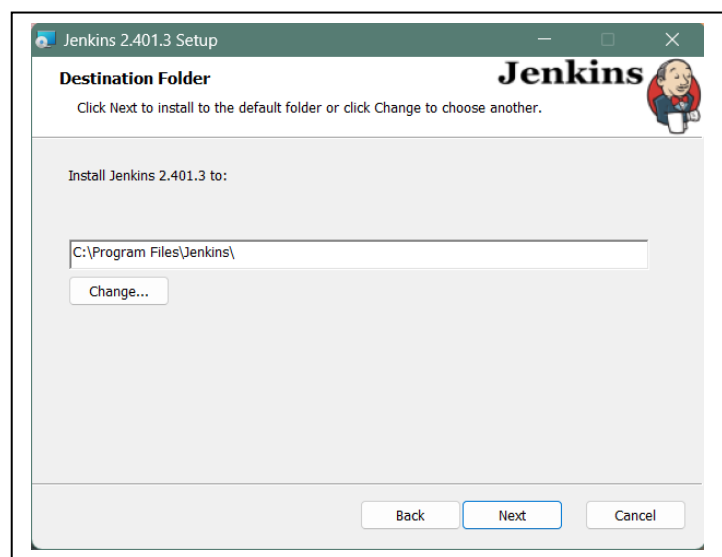 Jenkins 2.401.3 Setup
Destination Folder
Jenkins
Click Next to install to the default folder or click Change to choose another.
Install Jenkins 2.401.3 to:
C:\Program Files\Jenkins\
Change...
Back
Next
Cancel